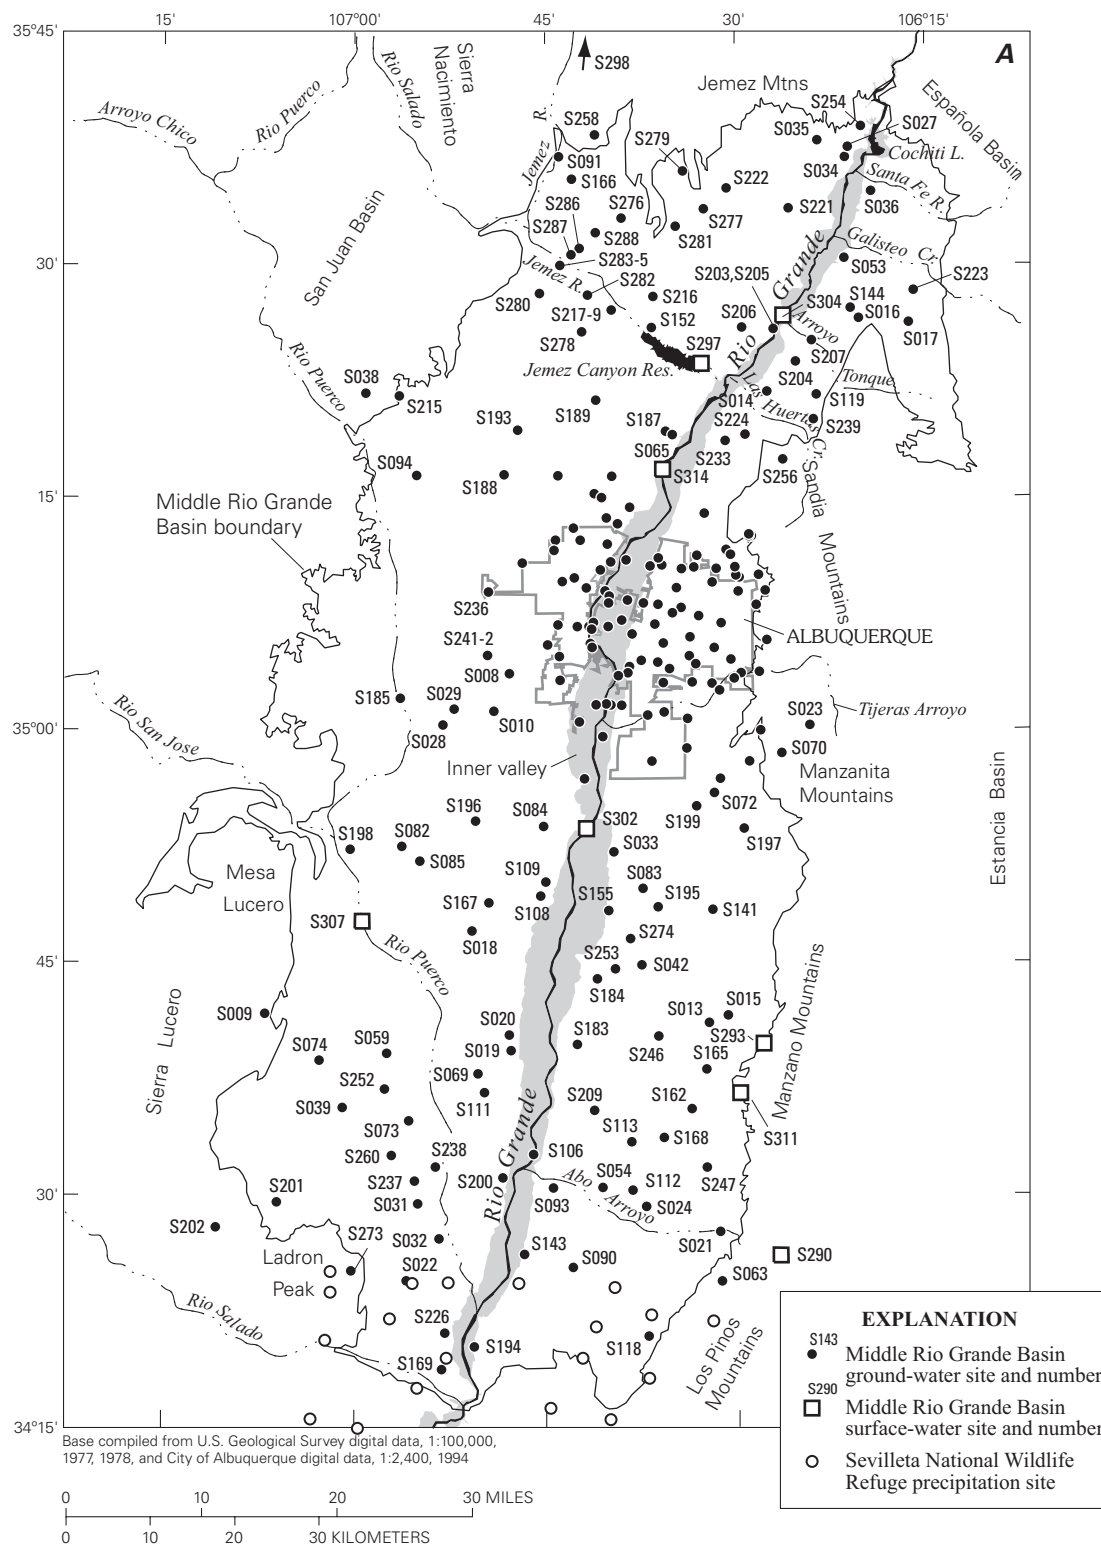 15'
107°00'
45'
30'
106°15'
35°45'
A
S298
Sierra
Nacimiento
Rio Salado
Rio Puerco
Arroyo Chico
Jemez R.
Jemez Mtns
S254
S035
S027
Española Basin
S258
S279
S034
Cochiti L.
S091
S166
S222
Santa Fe R.
S036
S286
S276
S277
S221
S287
S288
S281
Galisteo Cr.
San Juan Basin
S283-5
Jemez R.
S282
S203,S205
Rio Grande
S053
S223
30'
S280
S217-9
S216
S206
S304
S144
S016
S017
S278
S152
S297
Arroyo
S207
Rio Puerco
Jemez Canyon Res.
S204
Tonque
S038
S215
S189
S014
Las Huertas Cr.
S119
S193
S187
S224
S239
S094
S065
S233
S256
S188
S314
15'
Middle Rio Grande
Basin boundary
Sandia Mountains
S236
S241-2
ALBUQUERQUE
S008
S185
S029
S028
S010
S023
Tijeras Arroyo
35°00'
Rio San Jose
S070
Inner valley
Manzanita
Mountains
Estancia Basin
S196
S084
S302
S072
S199
S197
S198
S082
S085
S033
Mesa
Lucero
S109
S083
S195
S167
S108
S155
S141
S307
S018
S274
Rio Puerco
S253
S042
45'
S184
S009
S013
S015
Sierra Lucero
S020
S183
S293
Manzano Mountains
S074
S059
S019
S246
S165
S252
S069
S039
S111
S209
S162
S073
S113
S311
Rio Grande
S260
S238
S106
S168
S237
S200
Abo Arroyo
S054
S112
S247
30'
S201
S031
S093
S024
S202
S273
S032
S021
Ladron
Peak
S022
S143
S090
S290
S063
Rio Salado
S226
S194
S118
Los Pinos
Mountains
S169
34°15'
EXPLANATION
S143
Middle Rio Grande Basin
ground-water site and number
S290
Middle Rio Grande Basin
surface-water site and number
Sevilleta National Wildlife
Refuge precipitation site
Base compiled from U.S. Geological Survey digital data, 1:100,000,
1977, 1978, and City of Albuquerque digital data, 1:2,400, 1994
0 10 20 30 MILES
0 10 20 30 KILOMETERS